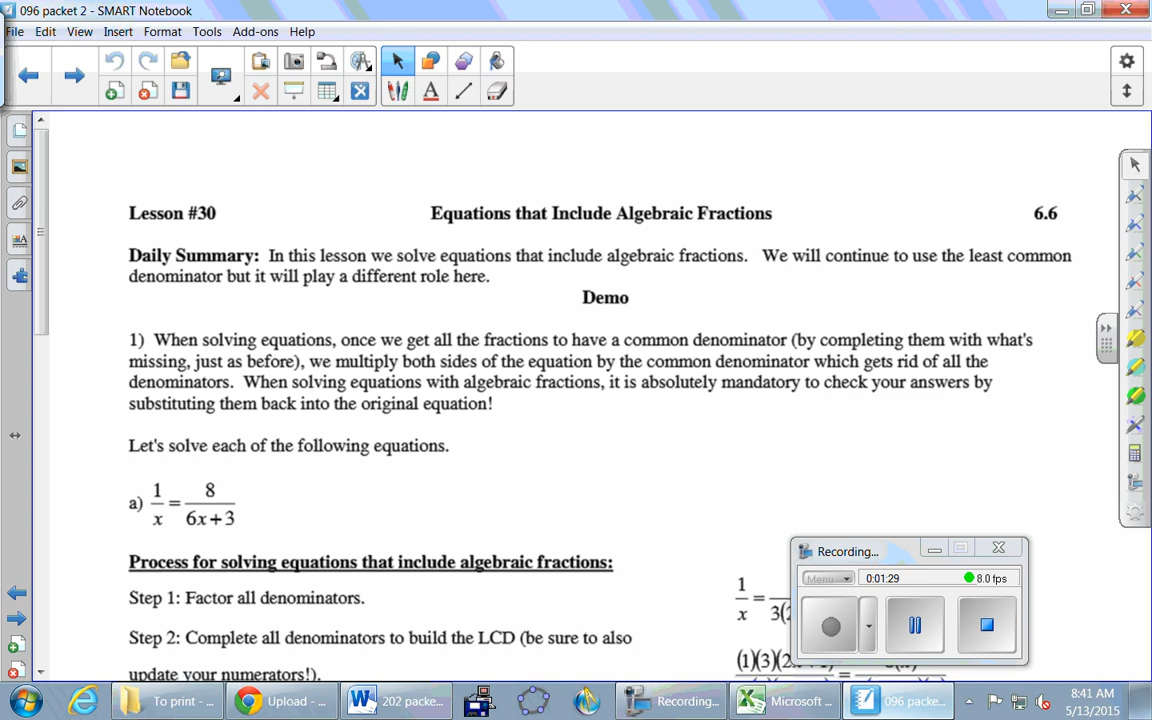 096 packet 2 - SMART Notebook
File Edit View Insert Format Tools Add-ons Help
Lesson #30 Equations that Include Algebraic Fractions 6.6
Daily Summary: In this lesson we solve equations that include algebraic fractions. We will continue to use the least common
denominator but it will play a different role here.
Demo
1) When solving equations, once we get all the fractions to have a common denominator (by completing them with what's
missing, just as before), we multiply both sides of the equation by the common denominator which gets rid of all the
denominators. When solving equations with algebraic fractions, it is absolutely mandatory to check your answers by
substituting them back into the original equation!
Let's solve each of the following equations.
a) 1/x = 8/(6x+3)
Process for solving equations that include algebraic fractions:
Step 1: Factor all denominators.
Step 2: Complete all denominators to build the LCD (be sure to also
update your numerators!).
1/x = 3(2
(1)(3)(2
=
Recording...
Menu 0:01:29 8.0 fps
To print - ... Upload - ... 202 packe... Recording... Microsoft ... 096 packe... 8:41 AM
5/13/2015